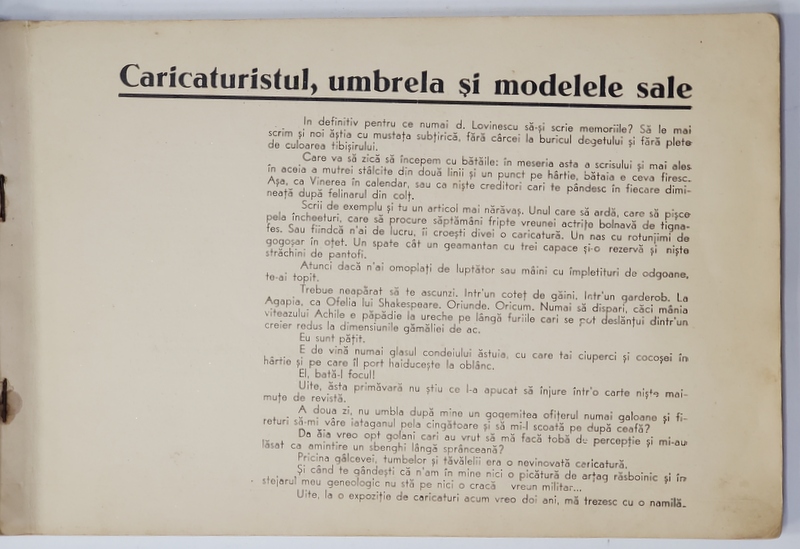 Caricaturistul, umbrela și modelele sale
In definitiv pentru ce numai d. Lovinescu să-și scrie memoriile? Să le mai
scrim și noi ăștia cu mustața subțirică, fără cârcei la buricul degetului și fără plete
de culoarea tibișirului.
Care va să zică să începem cu bătăile: în meseria asta a scrisului și mai ales
în aceia a mutrei stâlcite din două linii și un punct pe hârtie, bătaia e ceva firesc.
Așa, ca Vinerea în calendar, sau ca niște creditori cari te pândesc în fiecare dimi-
neață după felinarul din colț.
Scrii de exemplu și tu un articol mai nărăvaș. Unul care să ardă, care să pișce
pela încheeturi, care să procure săptămâni fripte vreunei actrițe bolnavă de tigna-
fes. Sau fiindcă n'ai de lucru, îi croești divei o caricatură. Un nas cu rotunjimi de
gogoșar în oțet. Un spate cât un geamantan cu trei capace și-o rezervă și niște
străchini de pantofi.
Atunci dacă n'ai omoplați de luptător sau mâini cu împletituri de odgoane,
te-ai topit.
Trebue neapărat să te ascunzi. Intr'un coteț de găini. Intr'un garderob. La
Agapia, ca Ofelia lui Shakespeare. Oriunde. Oricum. Numai să dispari, căci mânia
viteazului Achile e păpădie la ureche pe lângă furiile cari se pot deslănțui dintr'un
creier redus la dimensiunile gămăliei de ac.
Eu sunt pățit.
E de vină numai glasul condeiului ăstuia, cu care tai ciuperci și cocoșei în
hârtie și pe care îl port haiducește la oblânc.
El, bată-l focul!
Uite, ăsta primăvară nu știu ce l-a apucat să înjure într'o carte niște mai-
muțe de revistă.
A doua zi, nu umbla după mine un gogemitea ofițerul numai galoane și fi-
returi să-mi vâre iataganul pela cingătoare și să mi-l scoată pe după ceafă?
Da ăia vreo opt golani cari au vrut să mă facă tobă de percepție și mi-au
lăsat ca amintire un sbenghi lângă sprânceană?
Pricina gâlcevei, tumbelor și tăvălelii era o nevinovată caricatură.
Și când te gândești că n'am în mine nici o picătură de arțag răsboinic și în
stejarul meu geneologic nu stă pe nici o cracă vreun militar...
Uite, la o expoziție de caricaturi acum vreo doi ani, mă trezesc cu o namilă